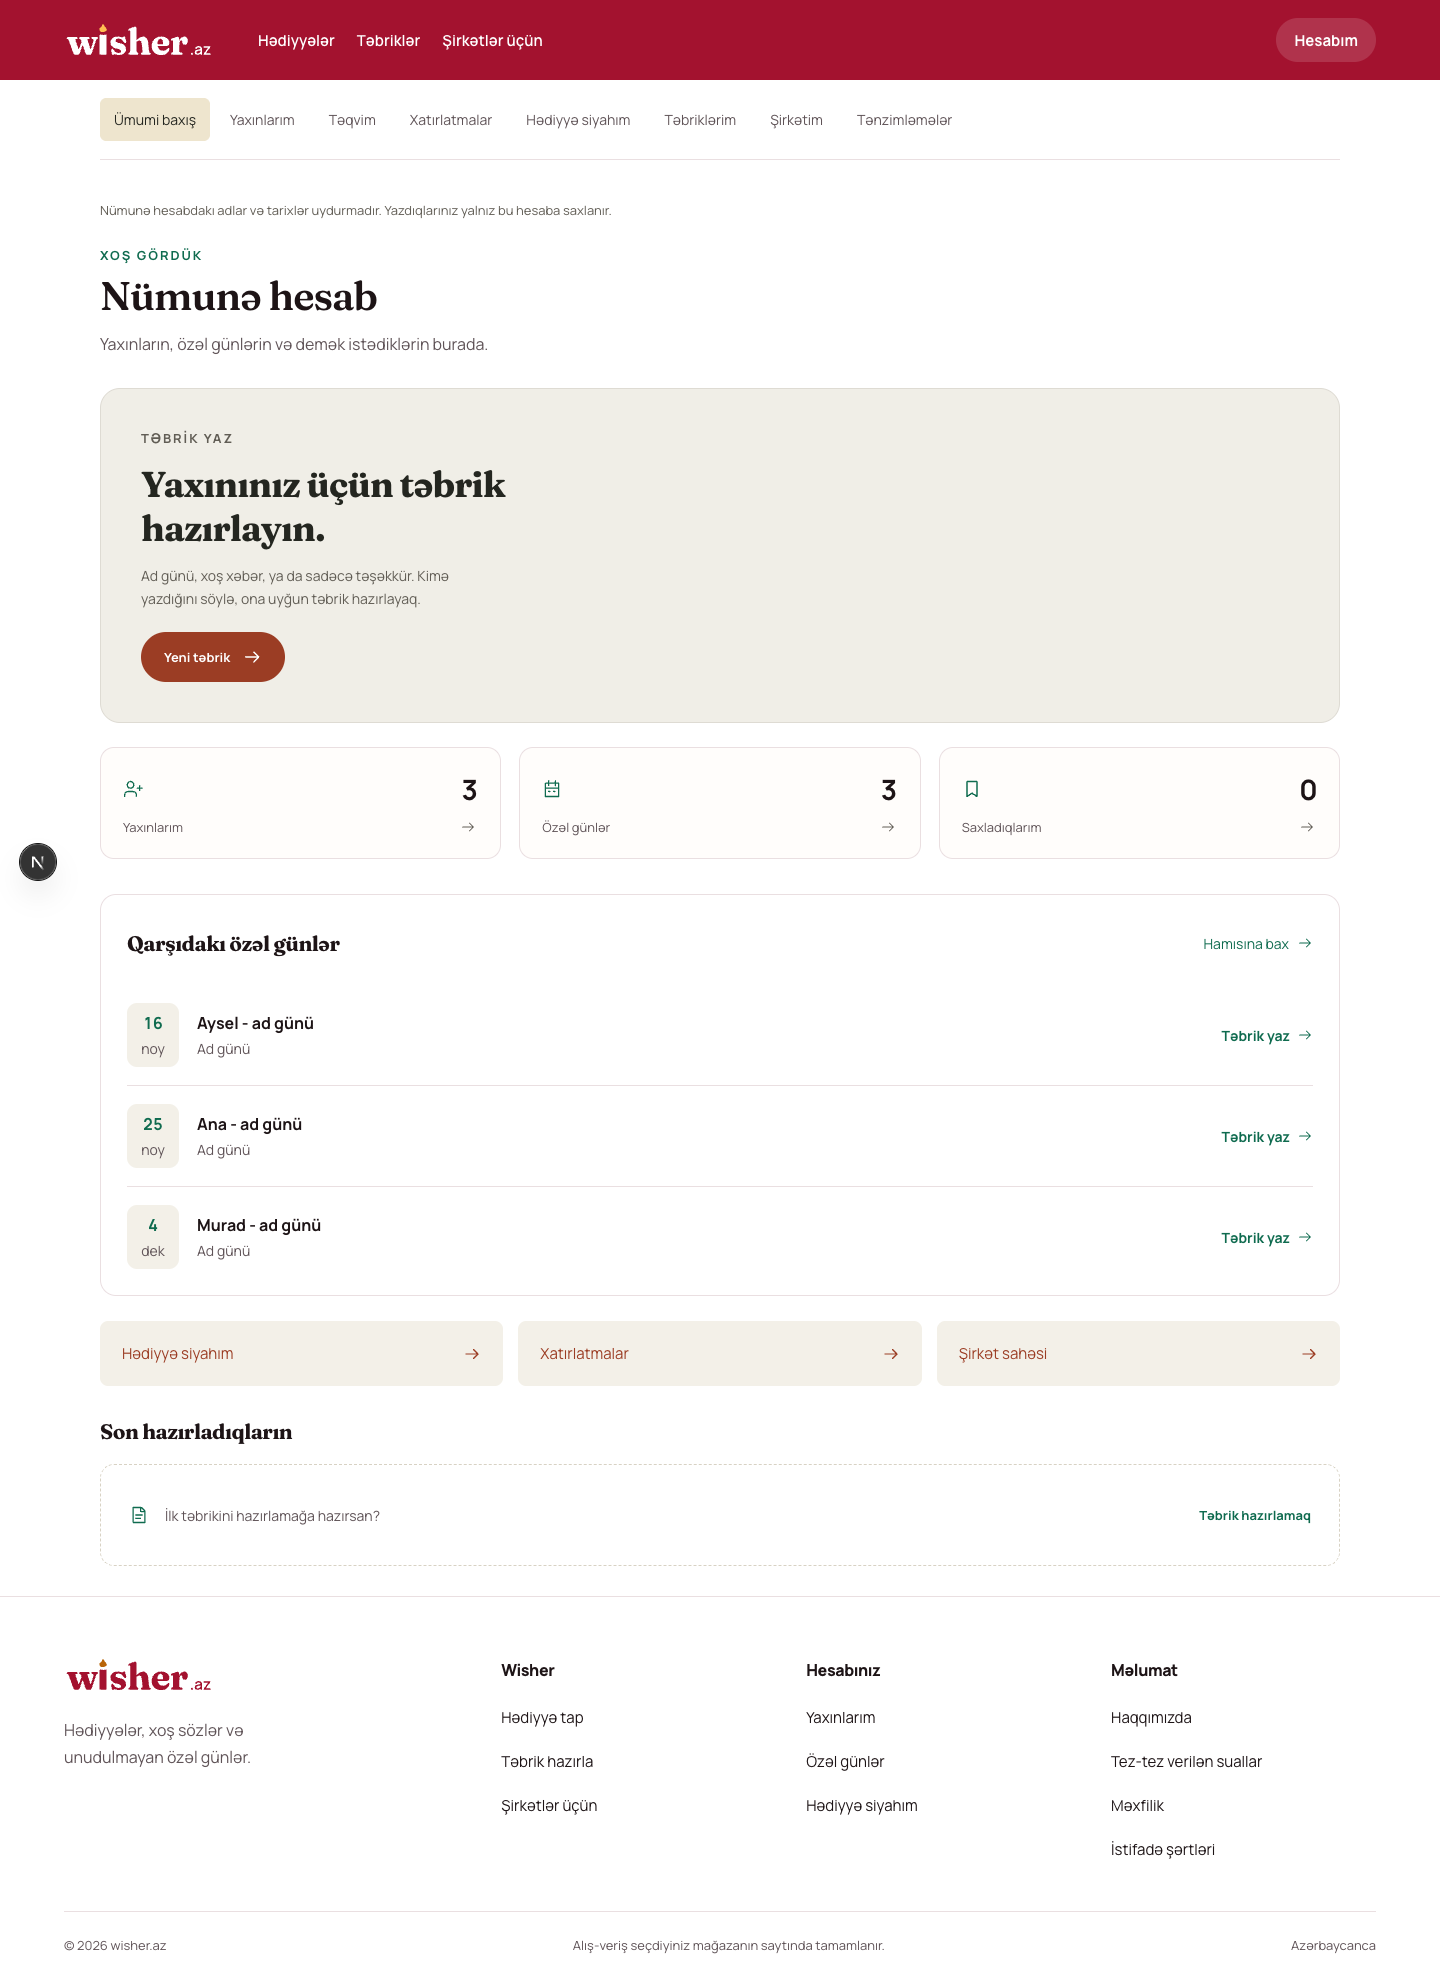 wisher.az
Hədiyyələr
Təbriklər
Şirkətlər üçün
Hesabım
Ümumi baxış
Yaxınlarım
Təqvim
Xatırlatmalar
Hədiyyə siyahım
Təbriklərim
Şirkətim
Tənzimləmələr
Nümunə hesabdakı adlar və tarixlər uydurmadır. Yazdıqlarınız yalnız bu hesaba saxlanır.
XOŞ GÖRDÜK
Nümunə hesab
Yaxınların, özəl günlərin və demək istədiklərin burada.
TƏBRİK YAZ
Yaxınınız üçün təbrik
hazırlayın.
Ad günü, xoş xəbər, ya da sadəcə təşəkkür. Kimə
yazdığını söylə, ona uyğun təbrik hazırlayaq.
Yeni təbrik
3
Yaxınlarım
3
Özəl günlər
0
Saxladıqlarım
N
Qarşıdakı özəl günlər
Hamısına bax
16
noy
Aysel - ad günü
Ad günü
Təbrik yaz
25
noy
Ana - ad günü
Ad günü
Təbrik yaz
4
dek
Murad - ad günü
Ad günü
Təbrik yaz
Hədiyyə siyahım
Xatırlatmalar
Şirkət sahəsi
Son hazırladıqların
İlk təbrikini hazırlamağa hazırsan?
Təbrik hazırlamaq
wisher.az
Hədiyyələr, xoş sözlər və
unudulmayan özəl günlər.
Wisher
Hədiyyə tap
Təbrik hazırla
Şirkətlər üçün
Hesabınız
Yaxınlarım
Özəl günlər
Hədiyyə siyahım
Məlumat
Haqqımızda
Tez-tez verilən suallar
Məxfilik
İstifadə şərtləri
© 2026 wisher.az
Alış-veriş seçdiyiniz mağazanın saytında tamamlanır.
Azərbaycanca